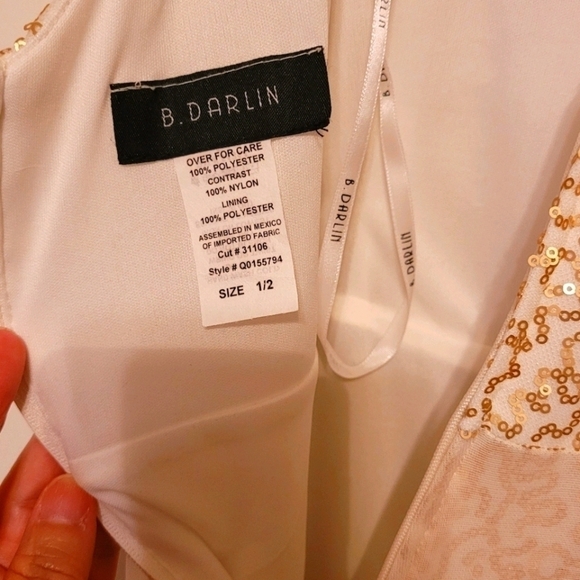 B. DARLIN
OVER FOR CARE
100% POLYESTER
CONTRAST
100% NYLON
LINING
100% POLYESTER
ASSEMBLED IN MEXICO
OF IMPORTED FABRIC
Cut # 31106
Style # Q0155794
SIZE 1/2
B. DARLIN
B. DARLIN